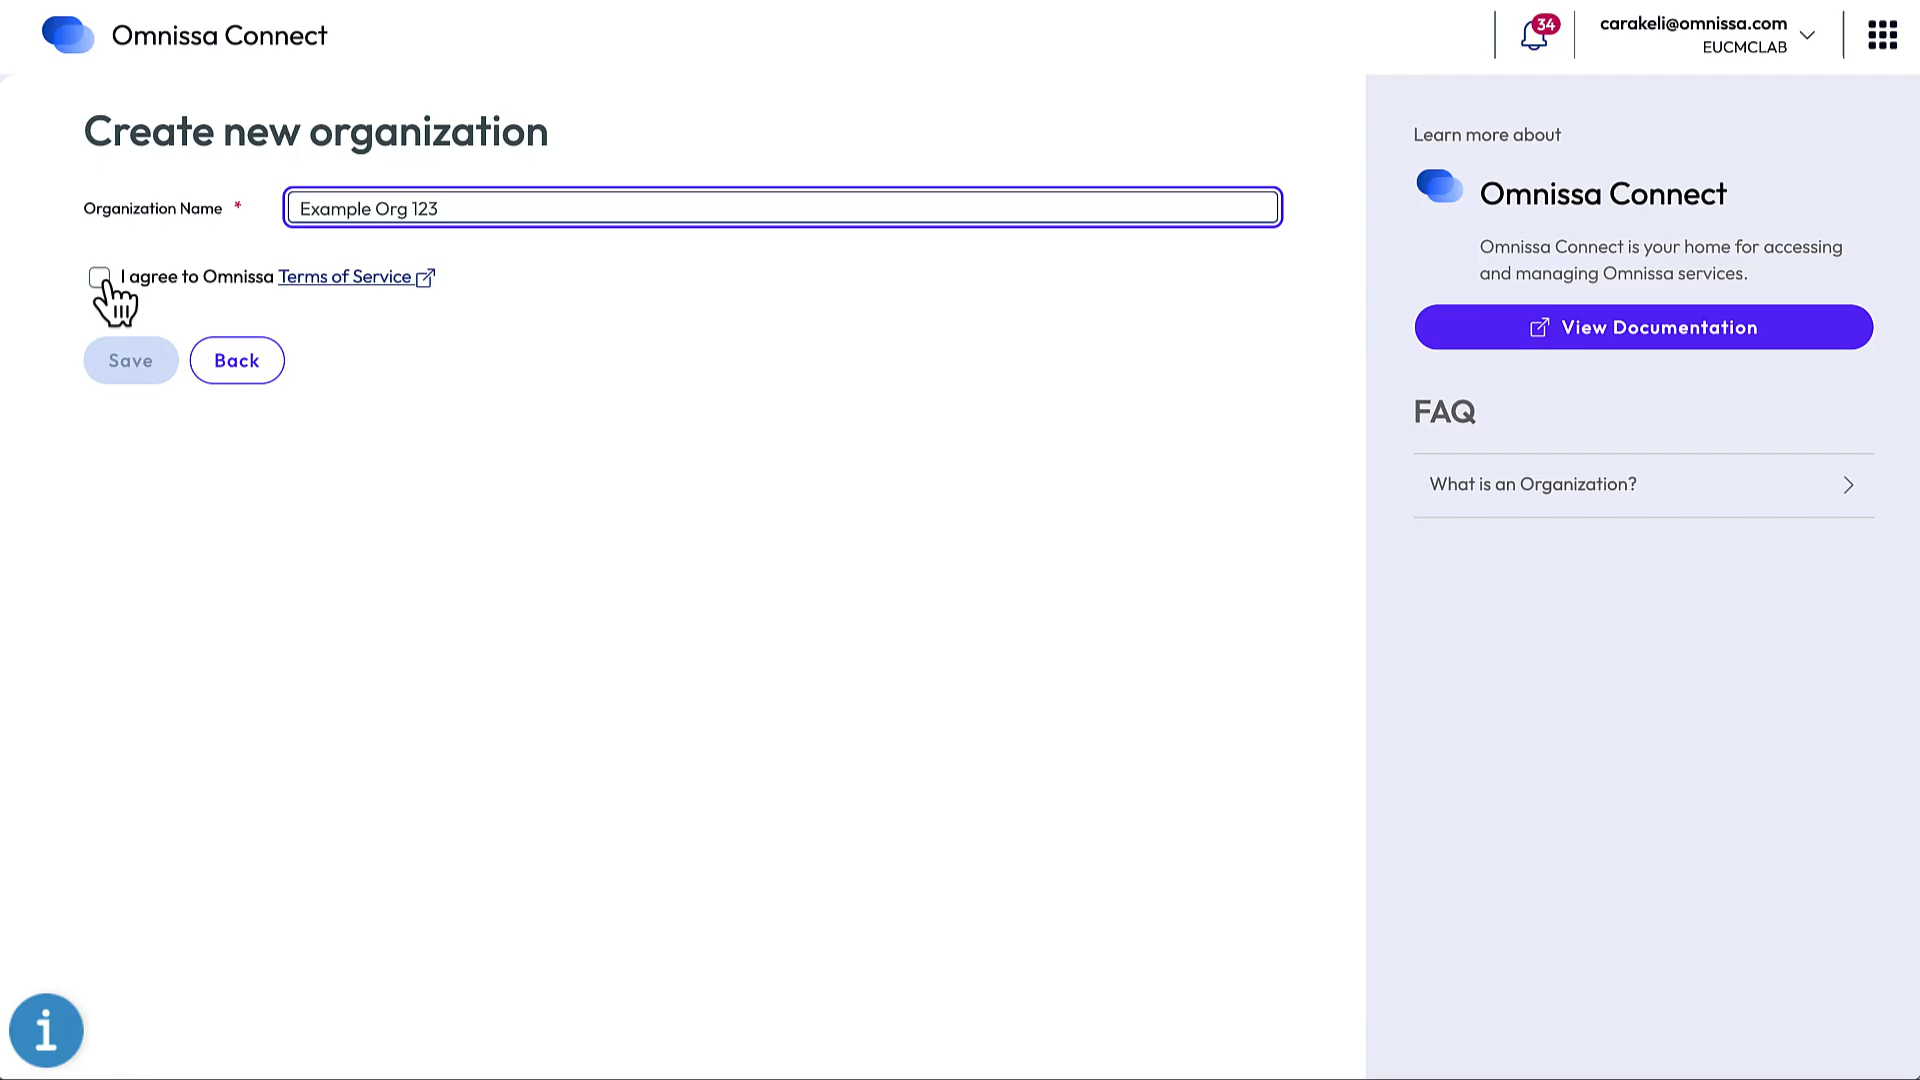 Omnissa Connect
34
carakeli@omnissa.com
EUCMCLAB
Create new organization
Organization Name *
Example Org 123
I agree to Omnissa Terms of Service
Save
Back
Learn more about
Omnissa Connect
Omnissa Connect is your home for accessing
and managing Omnissa services.
View Documentation
FAQ
What is an Organization?
i